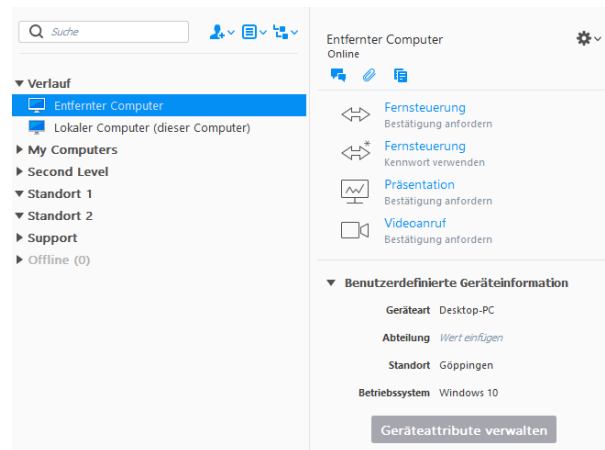 Suche
Verlauf
Entfernter Computer
Lokaler Computer (dieser Computer)
My Computers
Second Level
Standort 1
Standort 2
Support
Offline (0)
Entfernter Computer
Online
Fernsteuerung
Bestätigung anfordern
Fernsteuerung
Kennwort verwenden
Präsentation
Bestätigung anfordern
Videoanruf
Bestätigung anfordern
Benutzerdefinierte Geräteinformation
Geräteart Desktop-PC
Abteilung Wert einfügen
Standort Göppingen
Betriebssystem Windows 10
Geräteattribute verwalten